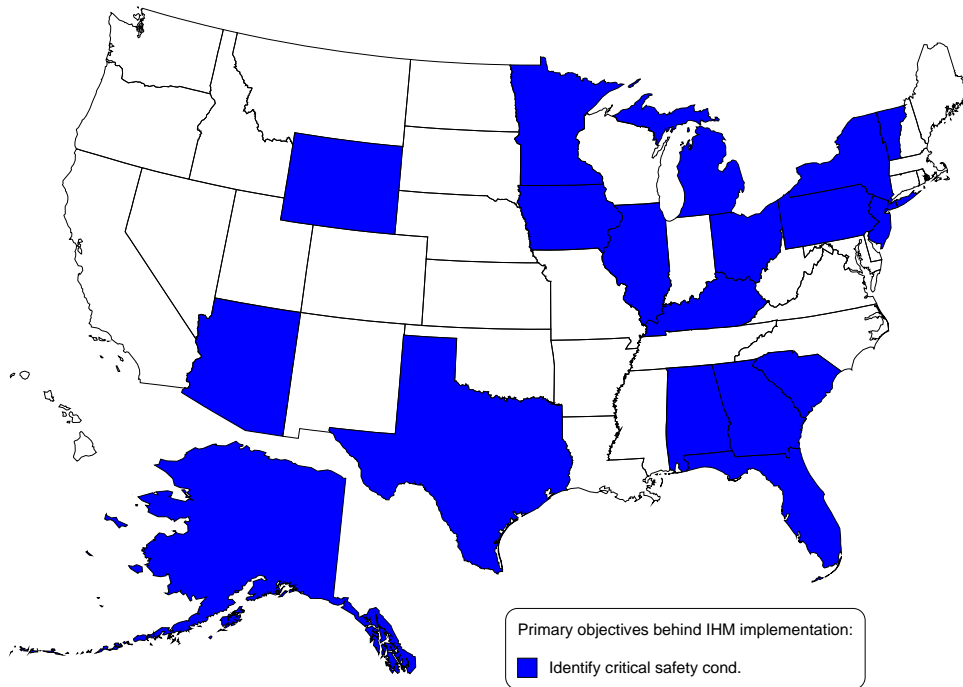 Primary objectives behind IHM implementation:
Identify critical safety cond.